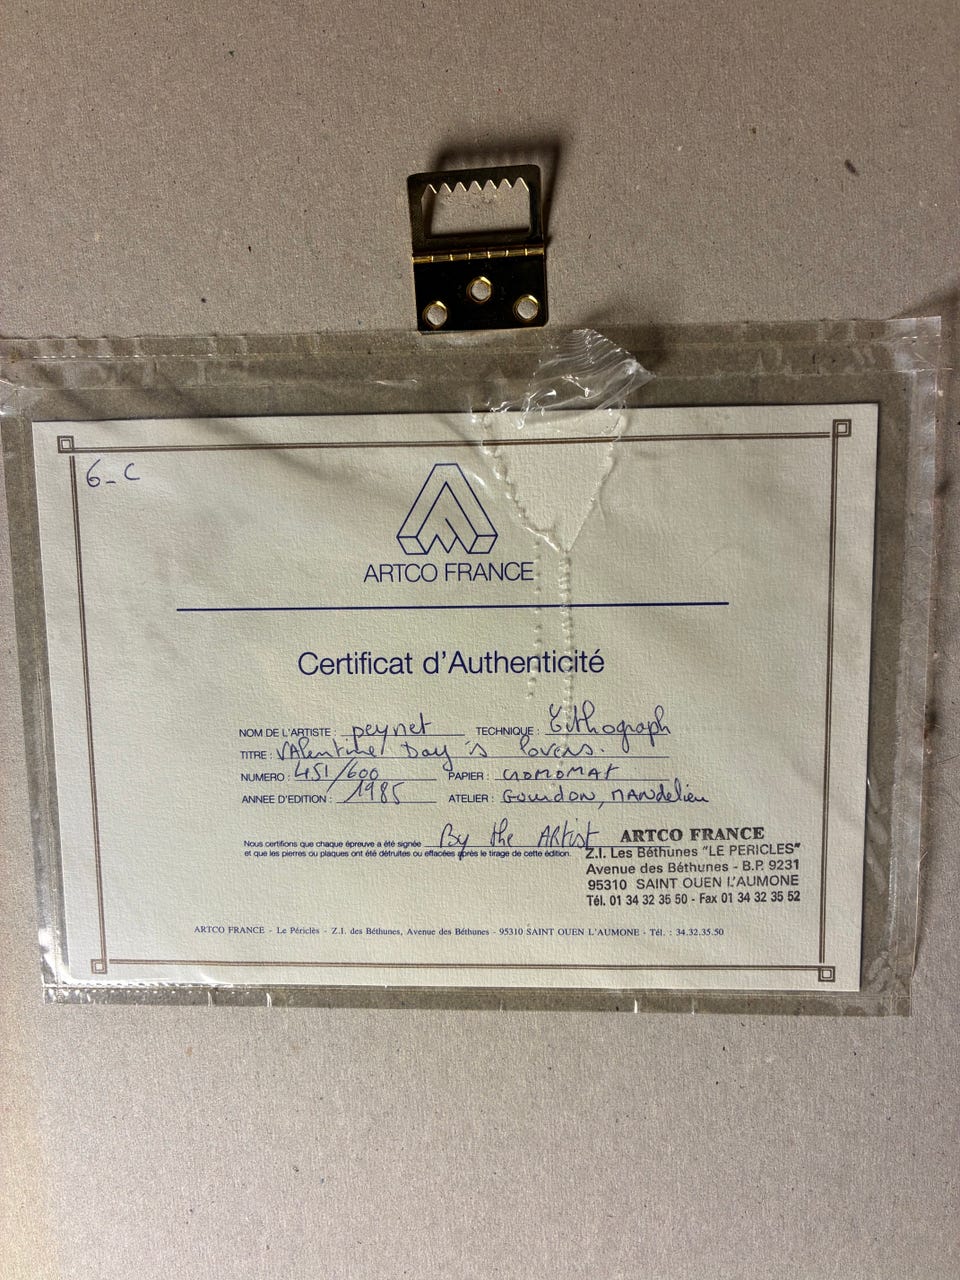 6_C
ARTCO FRANCE
Certificat d'Authenticité
NOM DE L'ARTISTE : peynet TECHNIQUE : Lithograph
TITRE : VAlentine Day's lovers.
NUMERO : 451/600 PAPIER : CROMOMAT
ANNEE D'EDITION : 1985 ATELIER : Gourdon, MANdelieu
Nous certifions que chaque épreuve a été signée By the ARtist
et que les pierres ou plaques ont été détruites ou effacées après le tirage de cette édition.
ARTCO FRANCE
Z.I. Les Béthunes "LE PERICLES"
Avenue des Béthunes - B.P. 9231
95310 SAINT OUEN L'AUMONE
Tél. 01 34 32 35 50 - Fax 01 34 32 35 52
ARTCO FRANCE - Le Périclès - Z.I. des Béthunes, Avenue des Béthunes - 95310 SAINT OUEN L'AUMONE - Tél. : 34.32.35.50